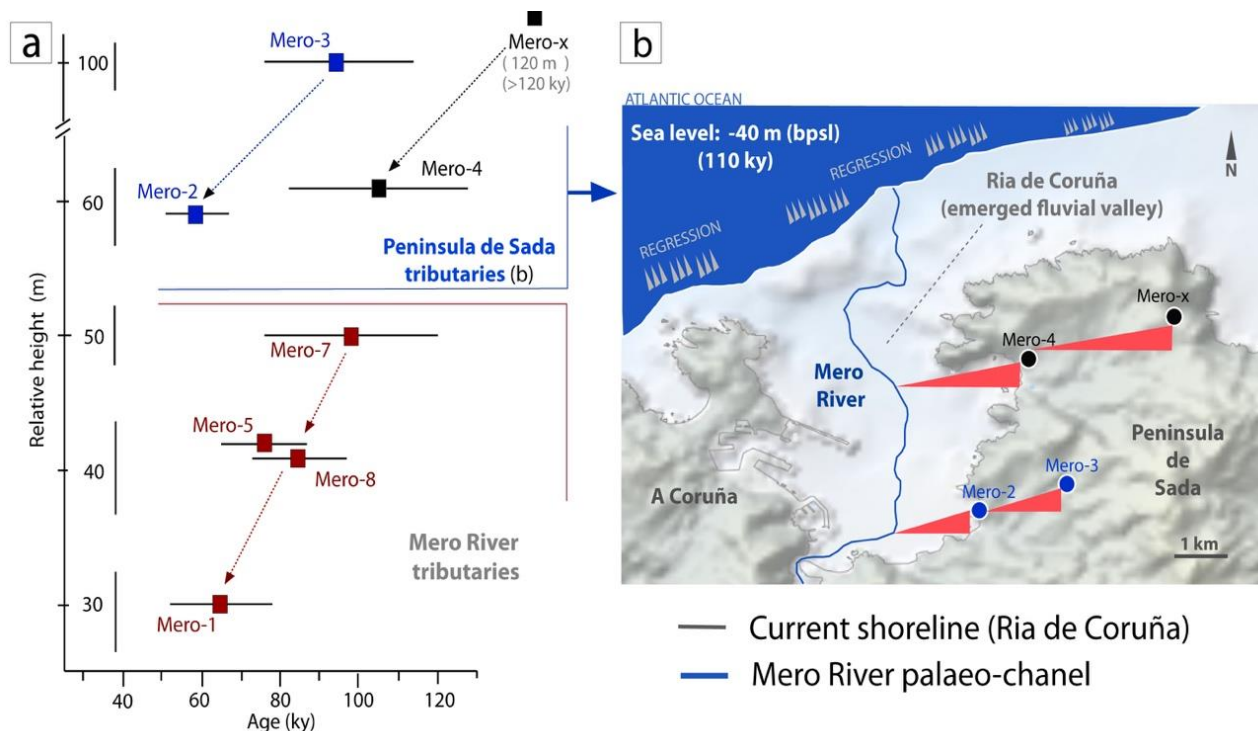 a
Relative height (m)
100
60
50
40
30
Mero-3
Mero-x
(120 m )
(>120 ky)
Mero-2
Mero-4
Peninsula de Sada
tributaries (b)
Mero-7
Mero-5
Mero-8
Mero River
tributaries
Mero-1
40
60
80
100
120
Age (ky)
b
ATLANTIC OCEAN
Sea level: -40 m (bpsl)
(110 ky)
REGRESSION
REGRESSION
N
Ria de Coruña
(emerged fluvial valley)
Mero-x
Mero-4
Mero
River
Peninsula
de
Sada
Mero-3
Mero-2
A Coruña
1 km
Current shoreline (Ria de Coruña)
Mero River palaeo-chanel